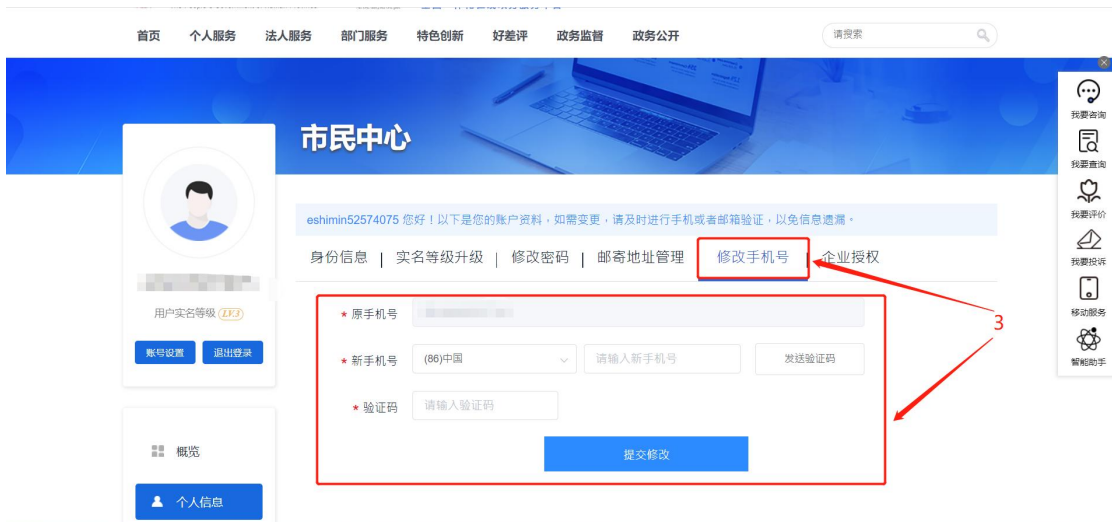 首页 个人服务 法人服务 部门服务 特色创新 好差评 政务监督 政务公开 请搜索
市民中心
我要咨询
我要查询
我要评价
我要投诉
移动服务
智能助手
eshimin52574075 您好！以下是您的账户资料，如需变更，请及时进行手机或者邮箱验证，以免信息遗漏。
身份信息 | 实名等级升级 | 修改密码 | 邮寄地址管理 修改手机号 | 企业授权
用户实名等级 LV.3
账号设置 退出登录
* 原手机号
* 新手机号 (86)中国 请输入新手机号 发送验证码
* 验证码 请输入验证码
提交修改
3
概览
个人信息